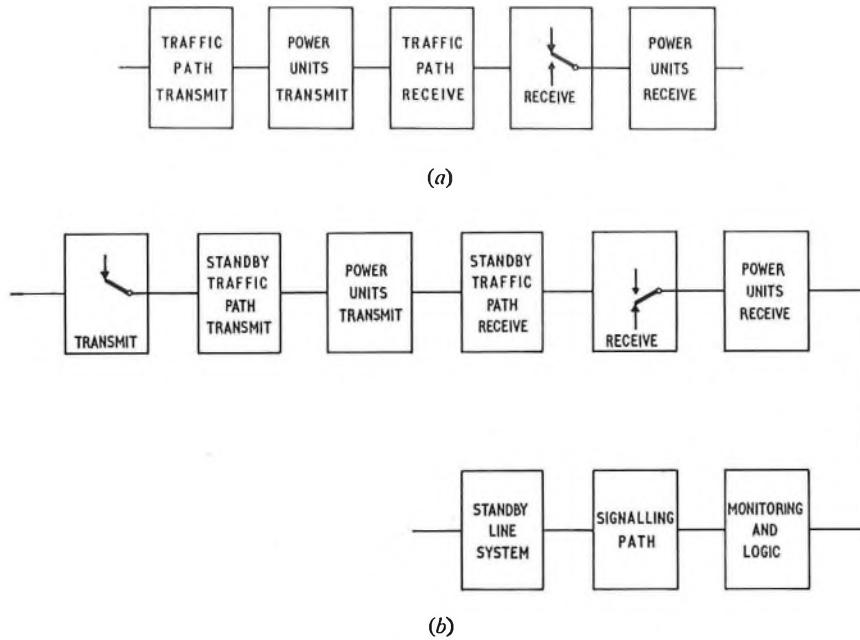 TRAFFIC
PATH
TRANSMIT
POWER
UNITS
TRANSMIT
TRAFFIC
PATH
RECEIVE
RECEIVE
POWER
UNITS
RECEIVE
(a)
TRANSMIT
STANDBY
TRAFFIC
PATH
TRANSMIT
POWER
UNITS
TRANSMIT
STANDBY
TRAFFIC
PATH
RECEIVE
RECEIVE
POWER
UNITS
RECEIVE
STANDBY
LINE
SYSTEM
SIGNALLING
PATH
MONITORING
AND
LOGIC
(b)